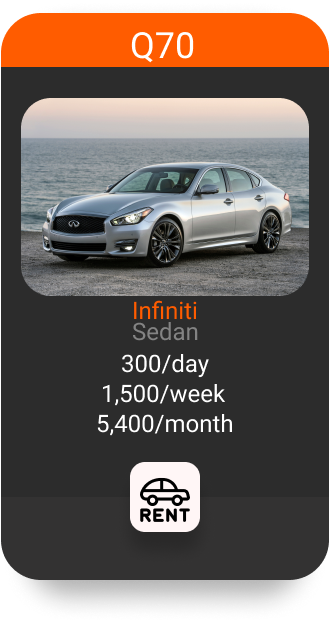 Q70
Infiniti
Sedan
300/day
1,500/week
5,400/month
RENT